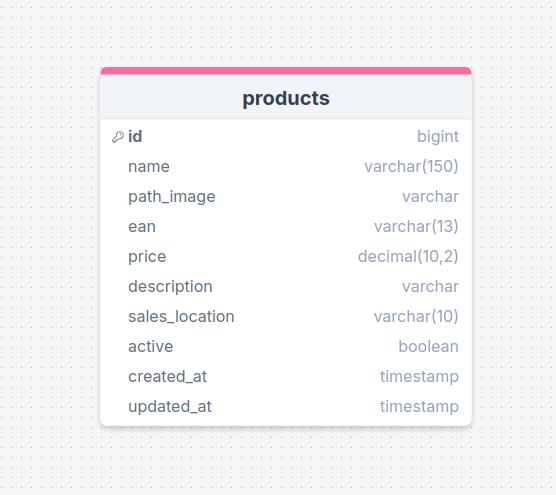 products
id bigint
name varchar(150)
path_image varchar
ean varchar(13)
price decimal(10,2)
description varchar
sales_location varchar(10)
active boolean
created_at timestamp
updated_at timestamp